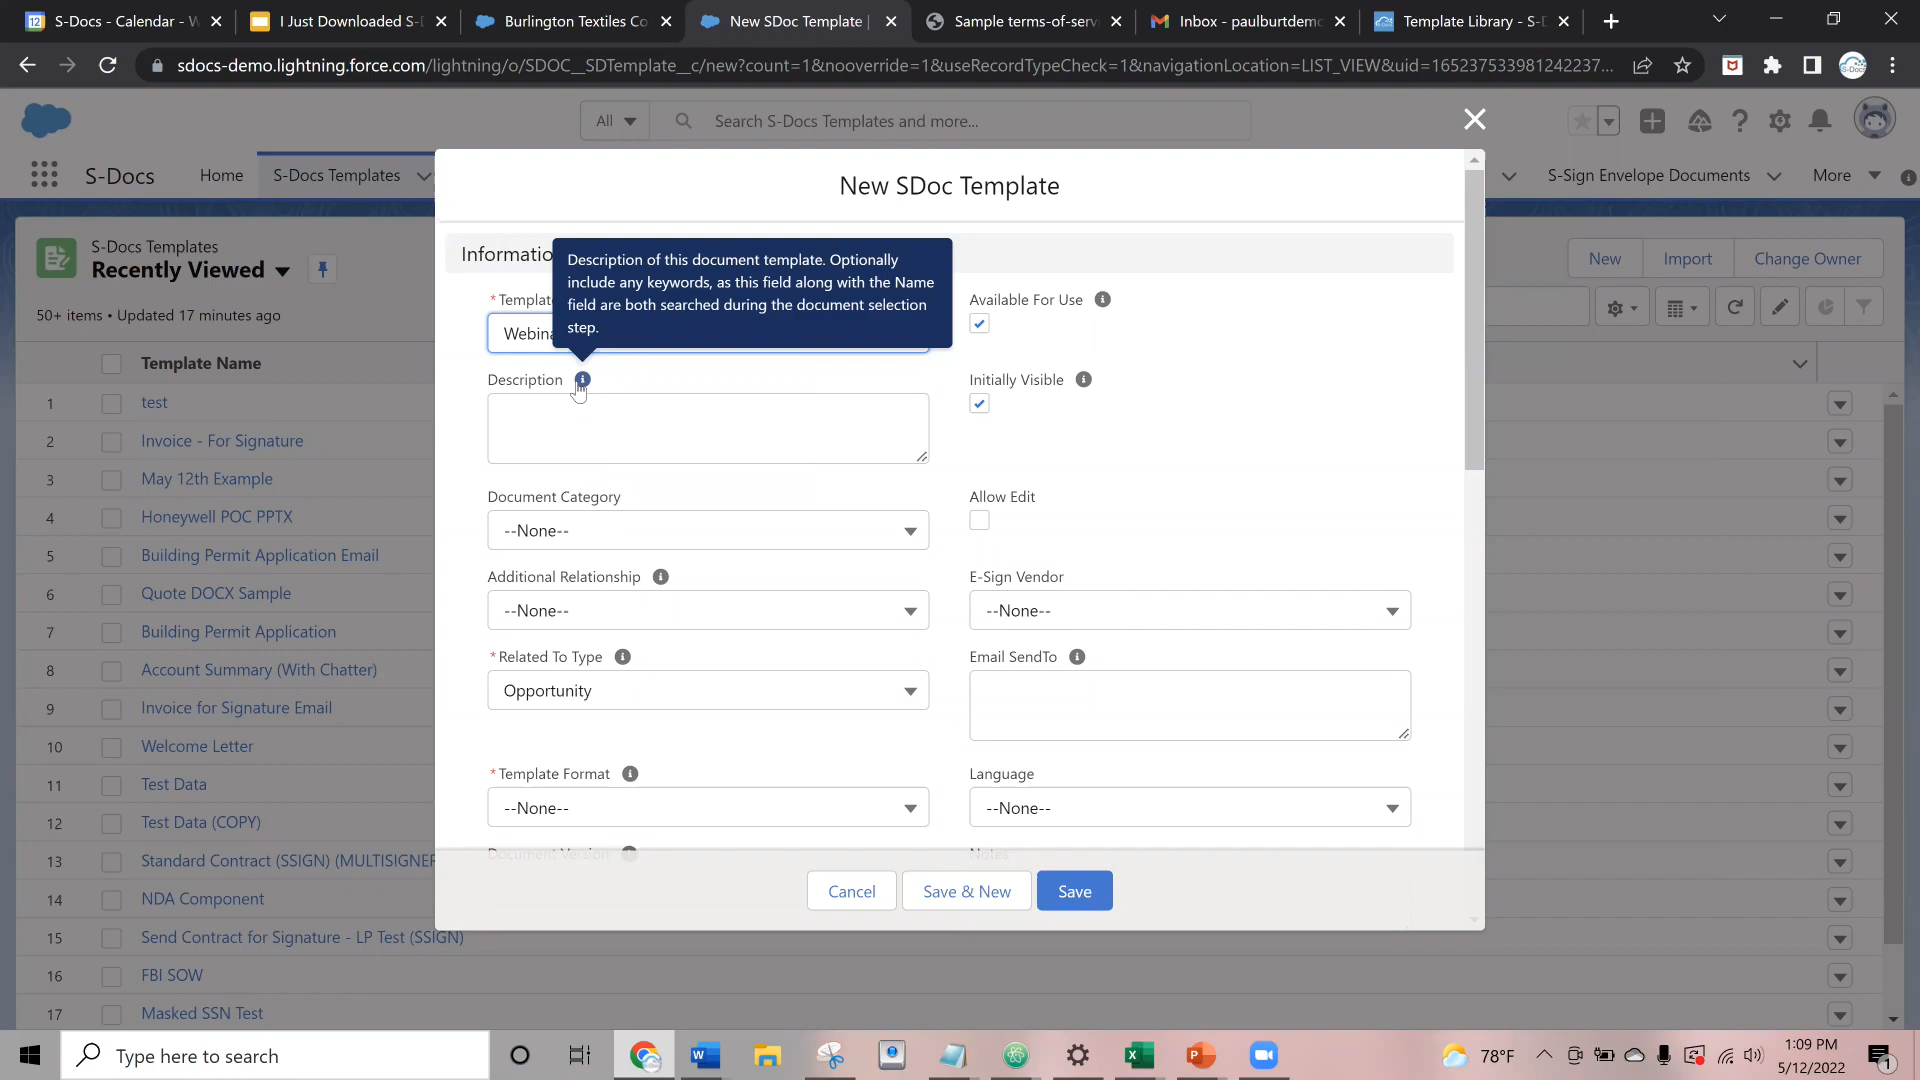 S-Docs - Calendar - W
I Just Downloaded S-D
Burlington Textiles Co
New SDoc Template |
Sample terms-of-serv
Inbox - paulburtdemo
Template Library - S-D
sdocs-demo.lightning.force.com/lightning/o/SDOC__SDTemplate__c/new?count=1&nooverride=1&useRecordTypeCheck=1&navigationLocation=LIST_VIEW&uid=165237533981242237...
All
Search S-Docs Templates and more...
S-Docs
Home
S-Docs Templates
S-Sign Envelope Documents
More
New SDoc Template
S-Docs Templates
Recently Viewed
50+ items • Updated 17 minutes ago
New
Import
Change Owner
Template Name
1 test
2 Invoice - For Signature
3 May 12th Example
4 Honeywell POC PPTX
5 Building Permit Application Email
6 Quote DOCX Sample
7 Building Permit Application
8 Account Summary (With Chatter)
9 Invoice for Signature Email
10 Welcome Letter
11 Test Data
12 Test Data (COPY)
13 Standard Contract (SSIGN) (MULTISIGNER
14 NDA Component
15 Send Contract for Signature - LP Test (SSIGN)
16 FBI SOW
17 Masked SSN Test
Informatio
Description of this document template. Optionally
include any keywords, as this field along with the Name
field are both searched during the document selection
step.
*Templat
Webina
Available For Use
Description
Initially Visible
Document Category
--None--
Allow Edit
Additional Relationship
--None--
E-Sign Vendor
--None--
*Related To Type
Opportunity
Email SendTo
*Template Format
--None--
Language
--None--
Document Version
Notes
Cancel
Save & New
Save
Type here to search
78°F
1:09 PM
5/12/2022
1